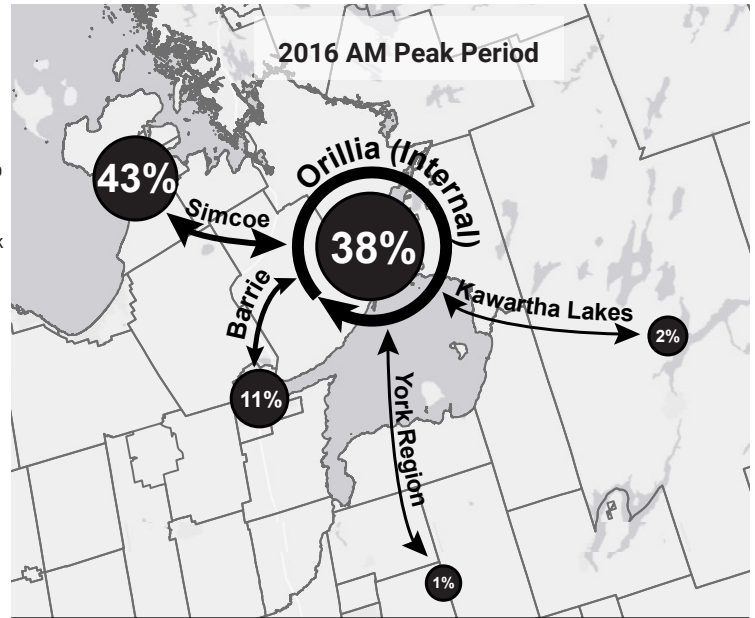 2016 AM Peak Period
Orillia (Internal)
43%
Simcoe
38%
Barrie
Kawartha Lakes
2%
11%
York Region
1%